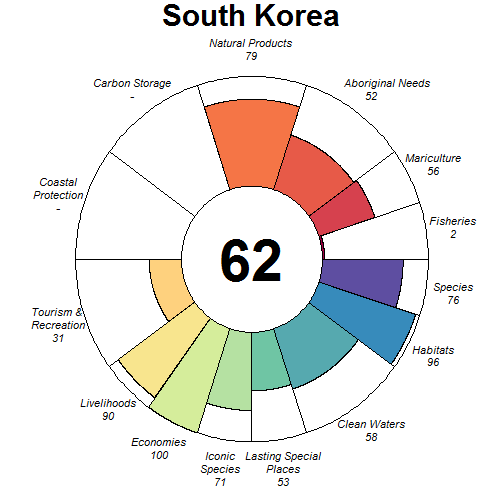 South Korea
Natural Products
79
Carbon Storage
-
Aboriginal Needs
52
Mariculture
56
Coastal
Protection
-
Fisheries
2
62
Species
76
Tourism &
Recreation
31
Habitats
96
Livelihoods
90
Clean Waters
58
Economies
100
Iconic
Species
71
Lasting Special
Places
53